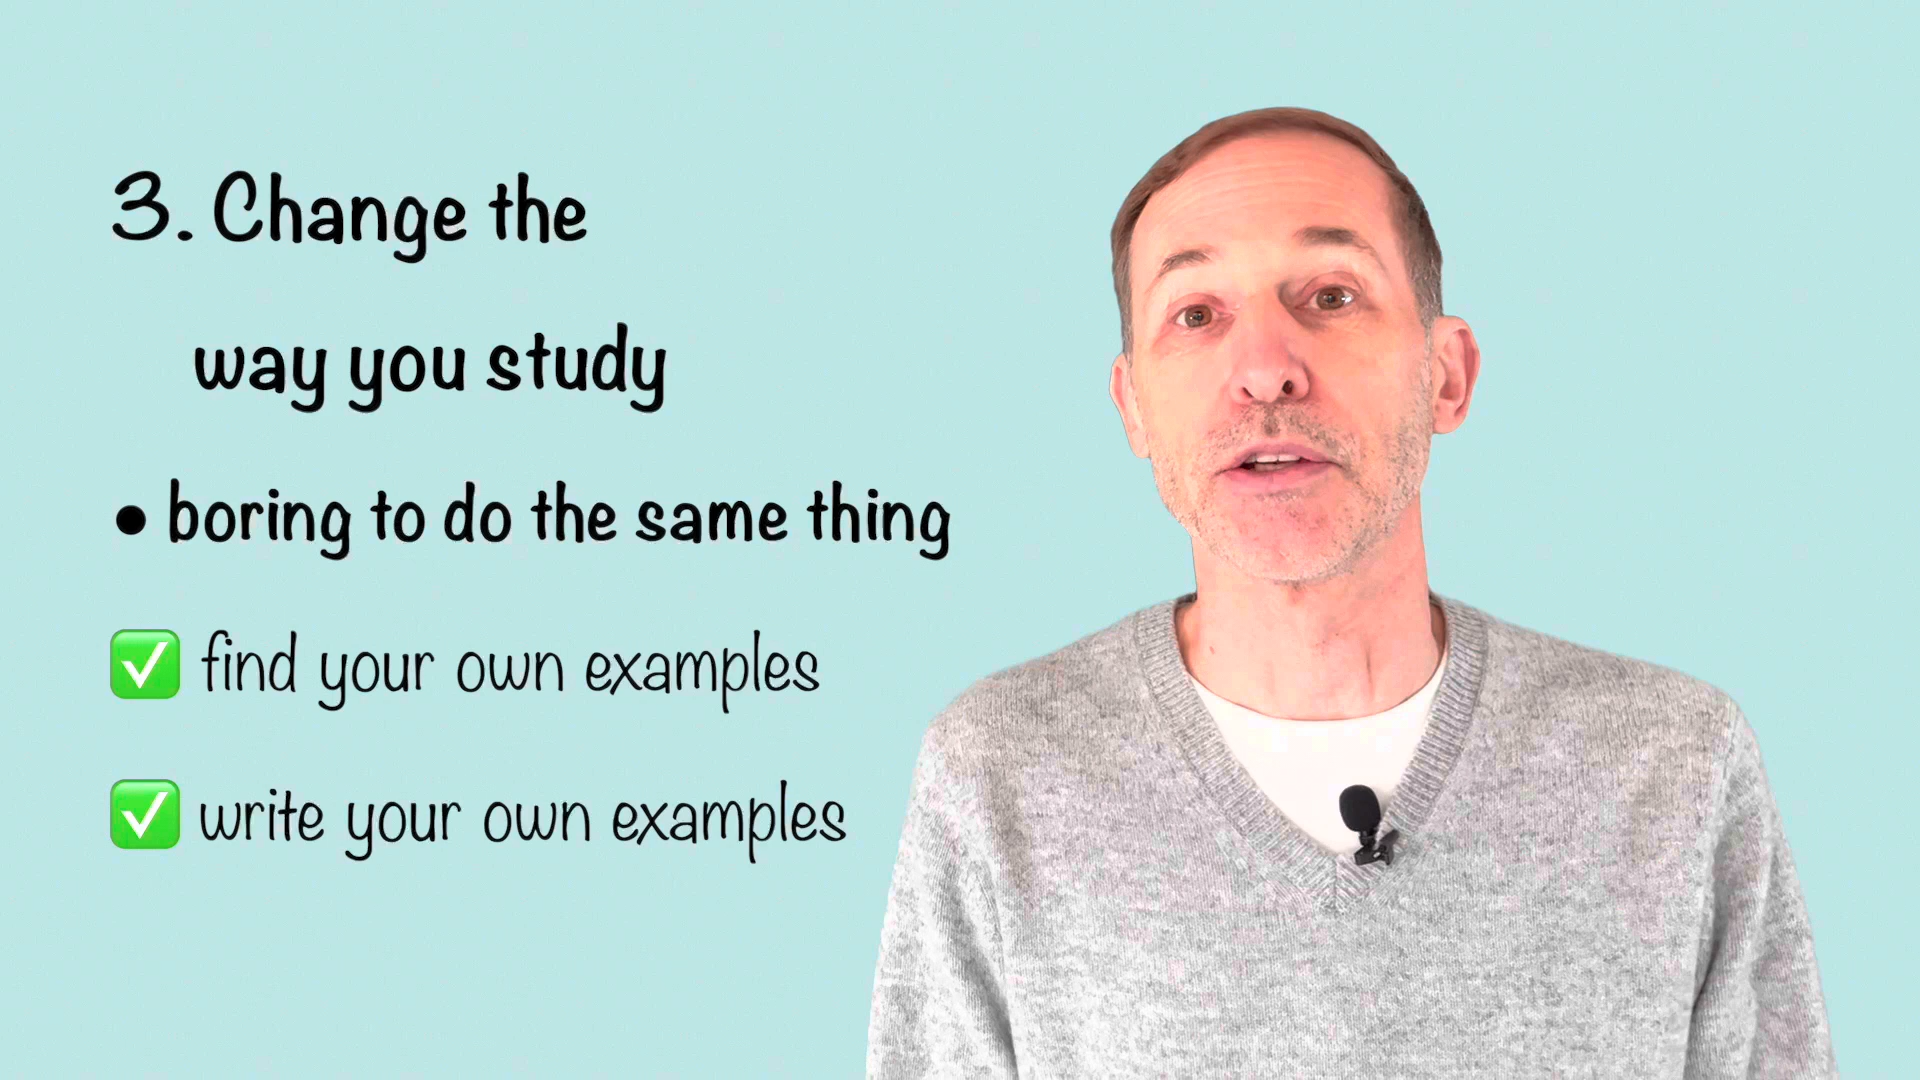 3. Change the
way you study
• boring to do the same thing
✅ find your own examples
✅ write your own examples